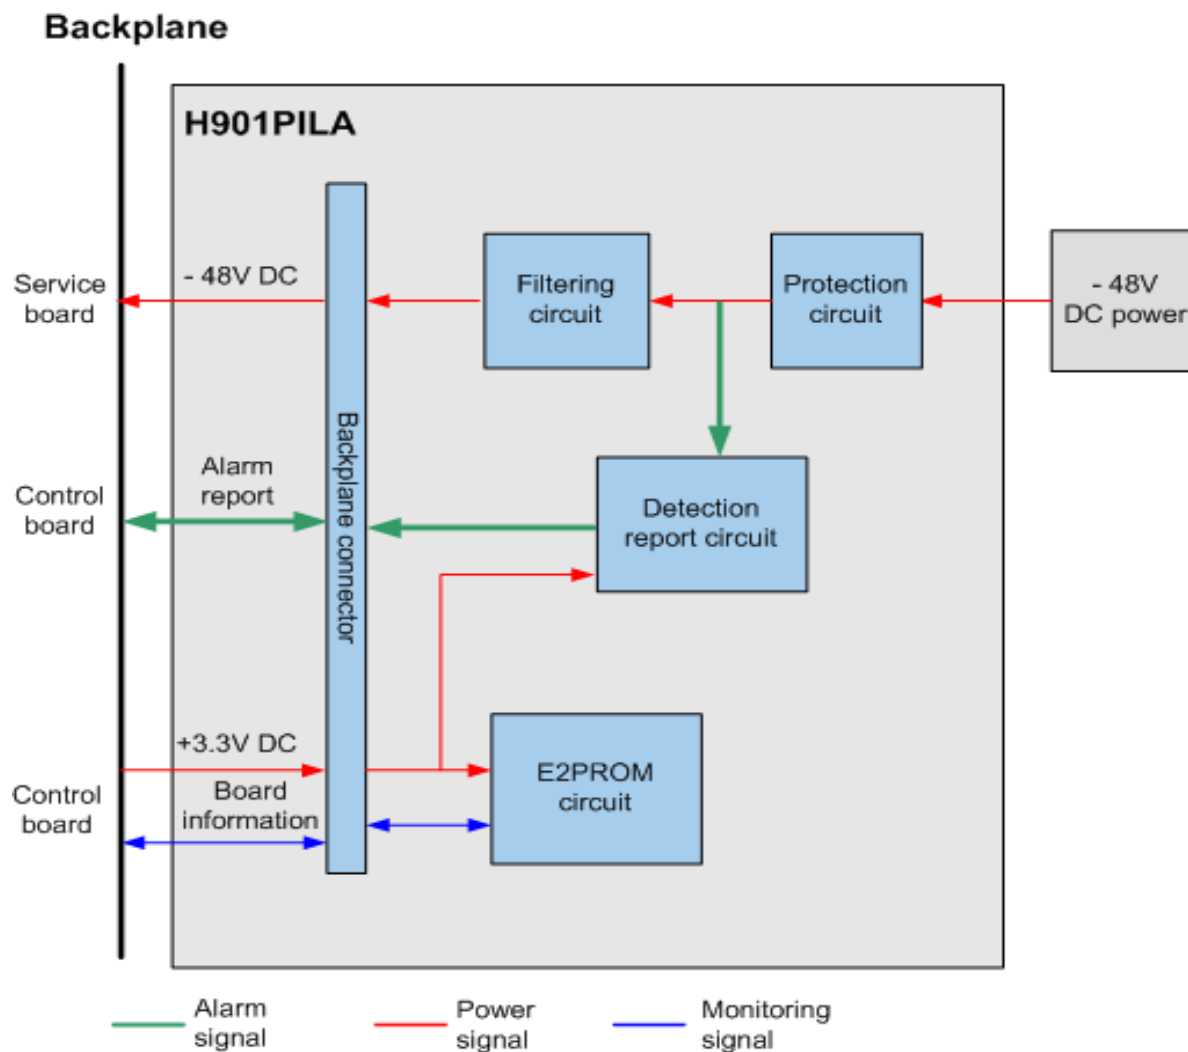 Backplane
H901PILA
Service
board
- 48V DC
Filtering
circuit
Protection
circuit
- 48V
DC power
Backplane connector
Control
board
Alarm
report
Detection
report circuit
+3.3V DC
Control
board
Board
information
E2PROM
circuit
Alarm
signal
Power
signal
Monitoring
signal